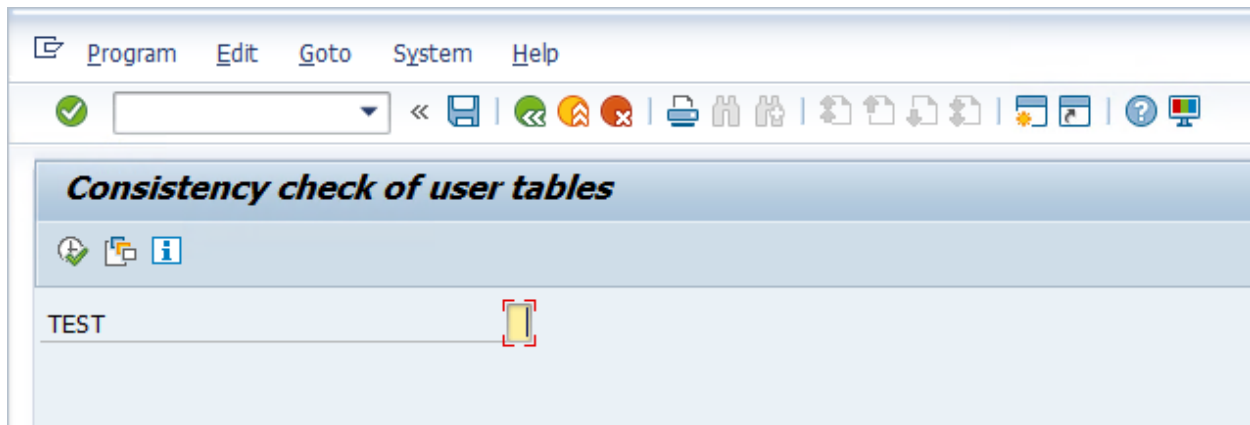 Program Edit Goto System Help
Consistency check of user tables
TEST